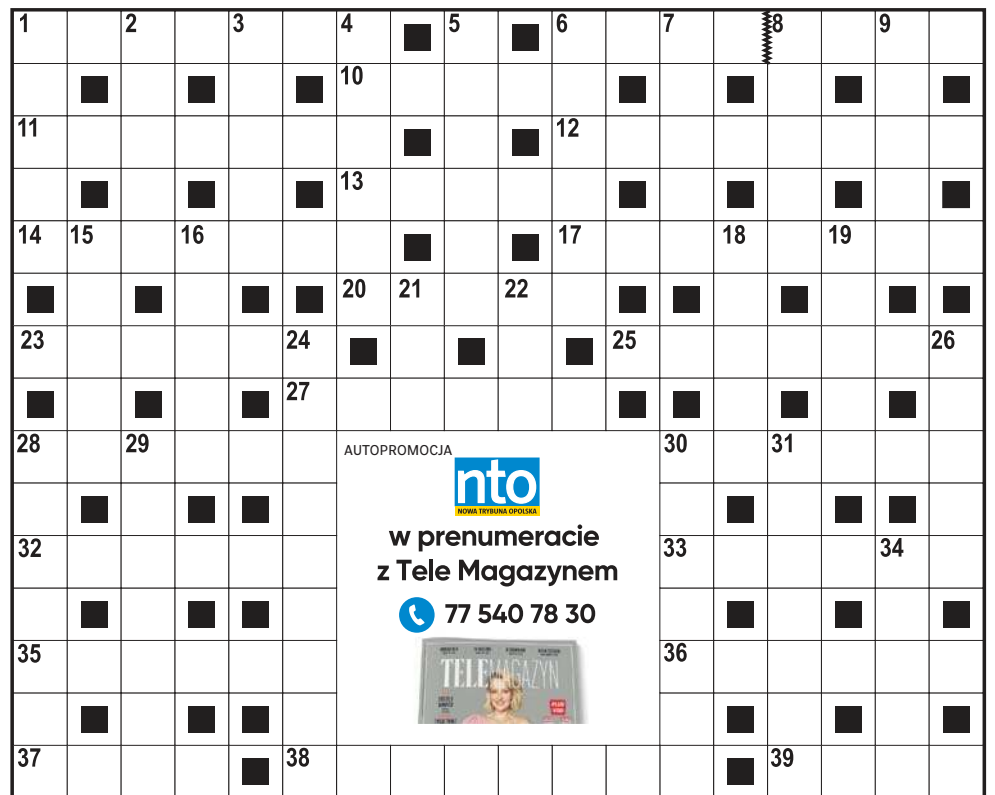 1 2 3 4 5 6 7 8 9
10
11 12
13
14 15 16 17 18 19
20 21 22
23 24 25 26
27
28 29 30 31
AUTOPROMOCJA
nto
NOWA TRYBUNA OPOLSKA
w prenumeracie
z Tele Magazynem
77 540 78 30
TELEMAGAZYN
32 33 34
35 36
37 38 39